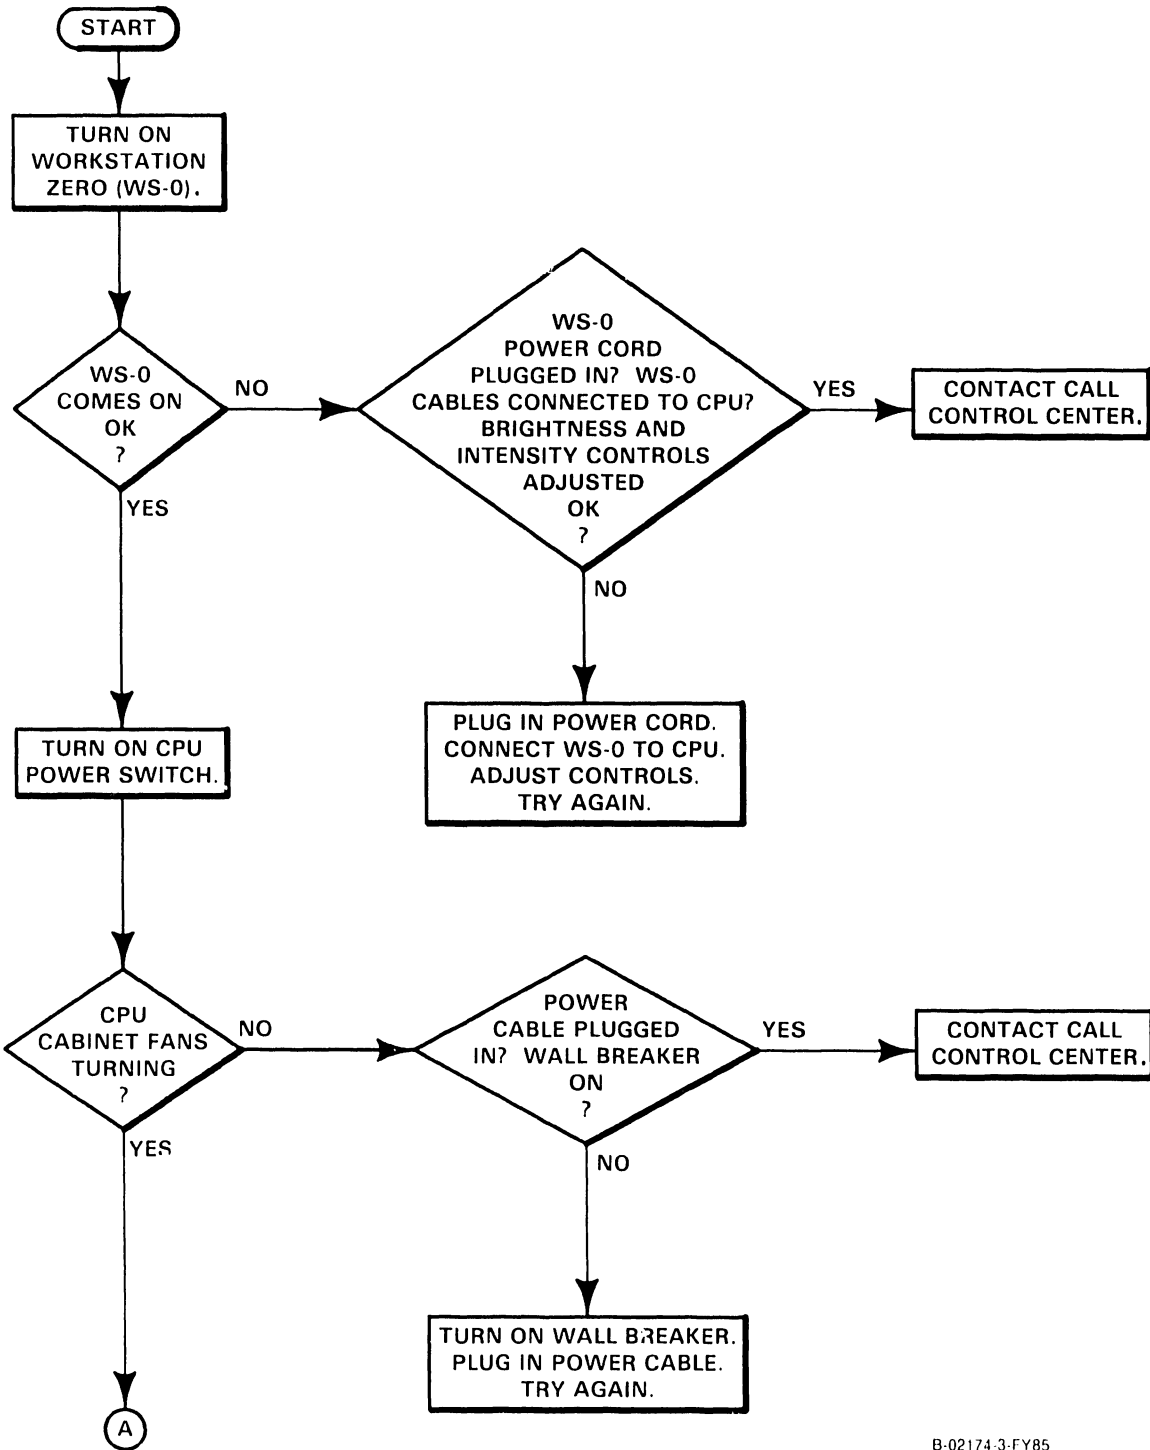 START
TURN ON
WORKSTATION
ZERO (WS-0).
WS-0
COMES ON
OK
?
NO
YES
WS-0
POWER CORD
PLUGGED IN? WS-0
CABLES CONNECTED TO CPU?
BRIGHTNESS AND
INTENSITY CONTROLS
ADJUSTED
OK
?
YES
NO
CONTACT CALL
CONTROL CENTER.
PLUG IN POWER CORD.
CONNECT WS-0 TO CPU.
ADJUST CONTROLS.
TRY AGAIN.
TURN ON CPU
POWER SWITCH.
CPU
CABINET FANS
TURNING
?
NO
YES
POWER
CABLE PLUGGED
IN? WALL BREAKER
ON
?
YES
NO
CONTACT CALL
CONTROL CENTER.
TURN ON WALL BREAKER.
PLUG IN POWER CABLE.
TRY AGAIN.
A
B-02174-3-FY85